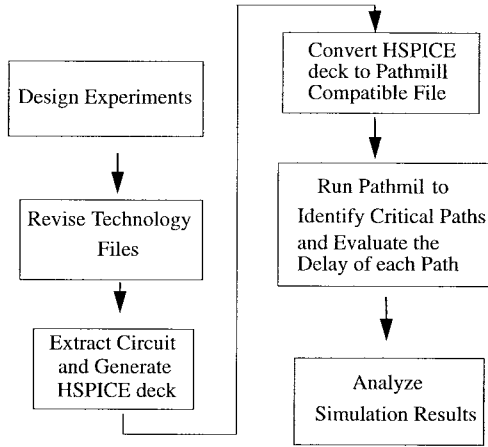 Design Experiments
Revise Technology
Files
Extract Circuit
and Generate
HSPICE deck
Convert HSPICE
deck to Pathmill
Compatible File
Run Pathmil to
Identify Critical Paths
and Evaluate the
Delay of each Path
Analyze
Simulation Results